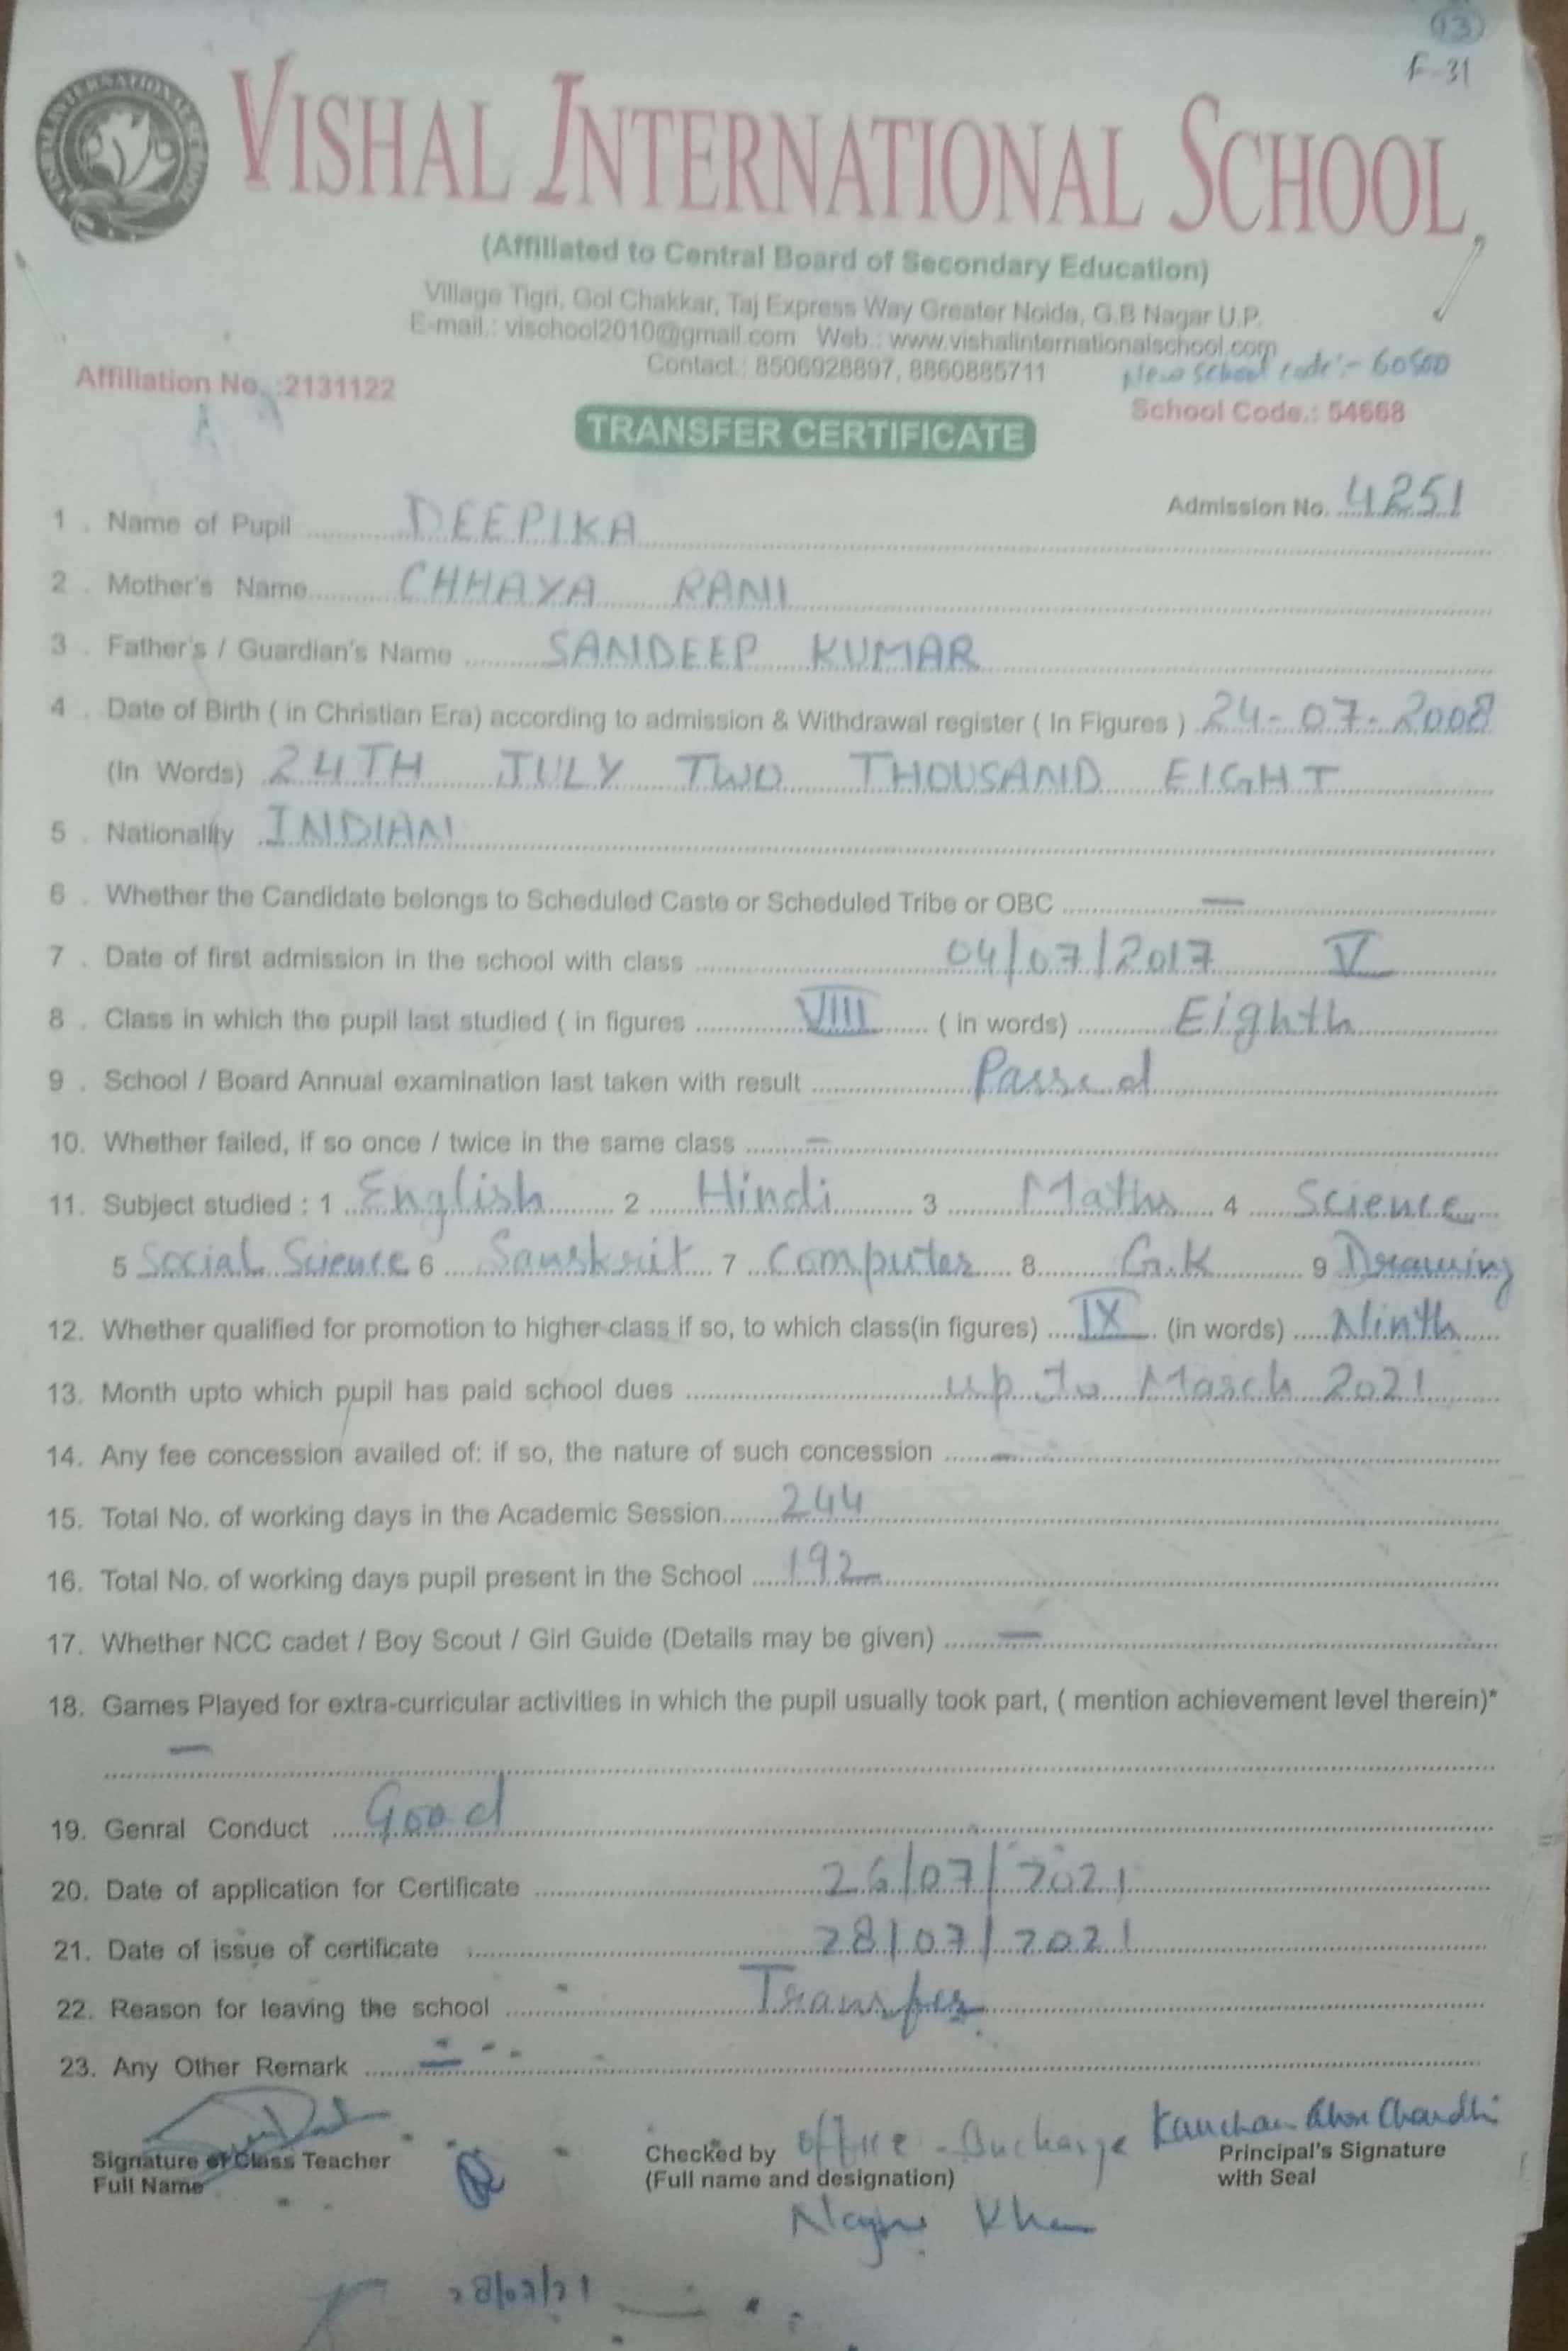 13
F-31
VISHAL INTERNATIONAL SCHOOL
(Affiliated to Central Board of Secondary Education)
Village Tigri, Gol Chakkar, Taj Express Way Greater Noida, G.B Nagar U.P.
E-mail.: vischool2010@gmail.com Web.: www.vishalinternationalschool.com
Contact.: 8506928897, 8860885711
New School code:- 60500
Affiliation No. :2131122
School Code.: 54668
TRANSFER CERTIFICATE
Admission No. 4251
1 . Name of Pupil DEEPIKA
2 . Mother's Name CHHAYA RANI
3 . Father's / Guardian's Name SANDEEP KUMAR
4 . Date of Birth ( in Christian Era) according to admission & Withdrawal register ( In Figures ) 24-07-2008
(In Words) 24TH JULY TWO THOUSAND EIGHT
5 . Nationality INDIAN
6 . Whether the Candidate belongs to Scheduled Caste or Scheduled Tribe or OBC —
7 . Date of first admission in the school with class 04/07/2017 V
8 . Class in which the pupil last studied ( in figures VIII ( in words) Eighth
9 . School / Board Annual examination last taken with result Passed
10. Whether failed, if so once / twice in the same class —
11. Subject studied : 1 English 2 Hindi 3 Maths 4 Science
5 Social Science 6 Sanskrit 7 Computer 8 G.K 9 Drawing
12. Whether qualified for promotion to higher class if so, to which class(in figures) IX (in words) Ninth
13. Month upto which pupil has paid school dues up to March 2021
14. Any fee concession availed of: if so, the nature of such concession —
15. Total No. of working days in the Academic Session 244
16. Total No. of working days pupil present in the School 192
17. Whether NCC cadet / Boy Scout / Girl Guide (Details may be given) —
18. Games Played for extra-curricular activities in which the pupil usually took part, ( mention achievement level therein)*
—
19. Genral Conduct Good
20. Date of application for Certificate 26/07/2021
21. Date of issue of certificate 28/07/2021
22. Reason for leaving the school Transfer
23. Any Other Remark —
Signature of Class Teacher
Full Name
Checked by Office
(Full name and designation)
Khan
Kanchan
Principal's Signature
with Seal
28/07/21